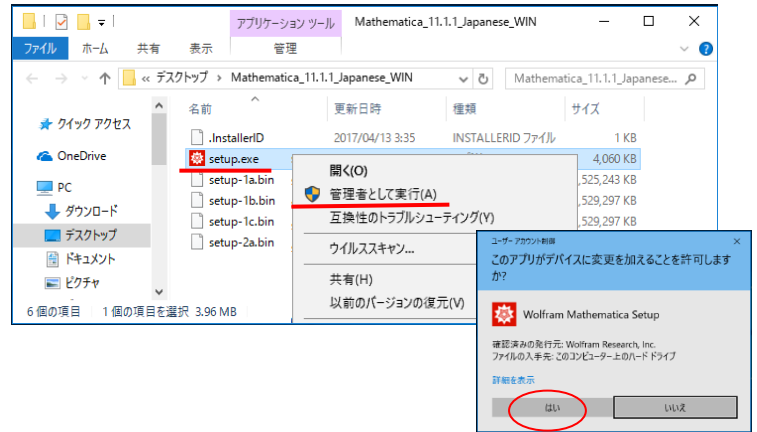 アプリケーション ツール Mathematica_11.1.1_Japanese_WIN
ファイル ホーム 共有 表示 管理
« デスクトップ › Mathematica_11.1.1_Japanese_WIN Mathematica_11.1.1_Japanese...
名前 更新日時 種類 サイズ
クイック アクセス
OneDrive
PC
ダウンロード
デスクトップ
ドキュメント
ピクチャ
.InstallerID 2017/04/13 3:35 INSTALLERID ファイル 1 KB
setup.exe 4,060 KB
setup-1a.bin ,525,243 KB
setup-1b.bin ,529,297 KB
setup-1c.bin ,529,297 KB
setup-2a.bin
開く(O)
管理者として実行(A)
互換性のトラブルシューティング(Y)
ウイルススキャン...
共有(H)
以前のバージョンの復元(V)
6 個の項目 1 個の項目を選択 3.96 MB
ユーザー アカウント制御
このアプリがデバイスに変更を加えることを許可します
か?
Wolfram Mathematica Setup
確認済みの発行元: Wolfram Research, Inc.
ファイルの入手先: このコンピューター上のハード ドライブ
詳細を表示
はい いいえ